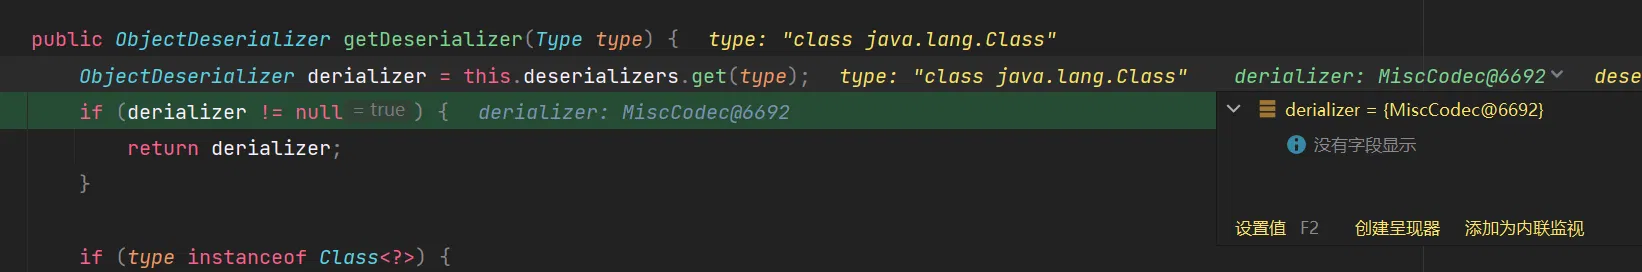 public ObjectDeserializer getDeserializer(Type type) {  type: "class java.lang.Class"
ObjectDeserializer derializer = this.deserializers.get(type);  type: "class java.lang.Class"  derializer: MiscCodec@6692  dese
if (derializer != null = true ) {  derializer: MiscCodec@6692
derializer = {MiscCodec@6692}
return derializer;
没有字段显示
}
设置值 F2 创建呈现器 添加为内联监视
if (type instanceof Class<?>) {